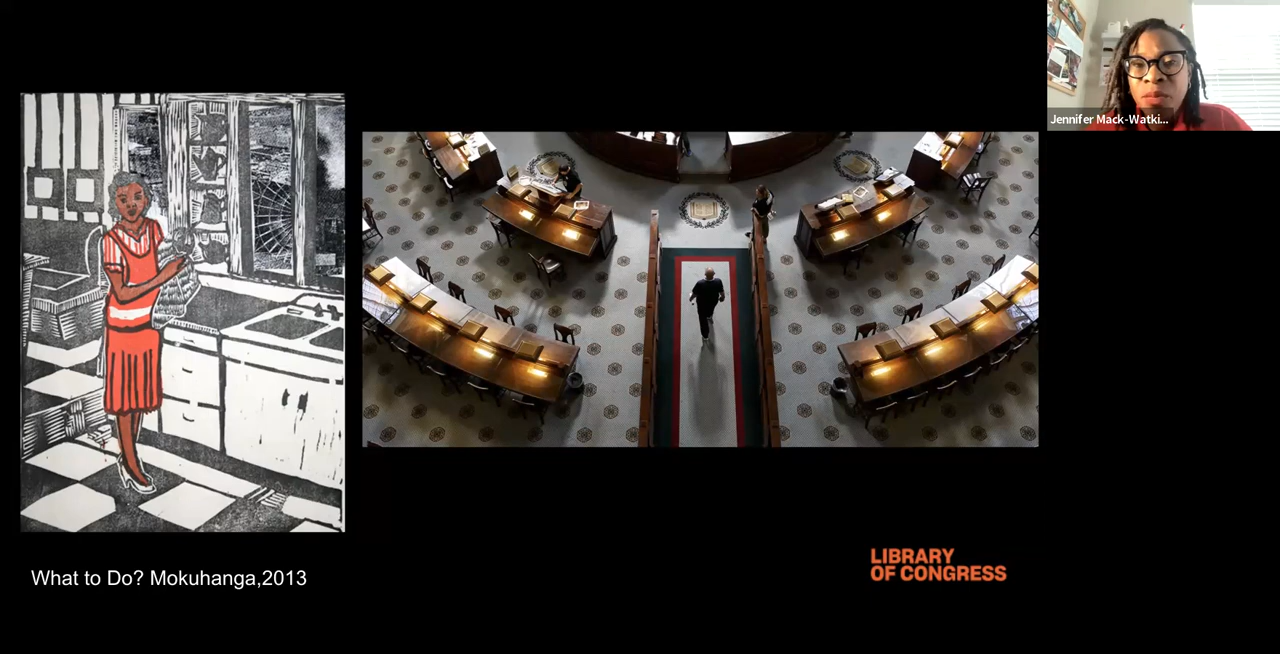 Jennifer Mack-Watki...
What to Do? Mokuhanga,2013
LIBRARY
OF CONGRESS